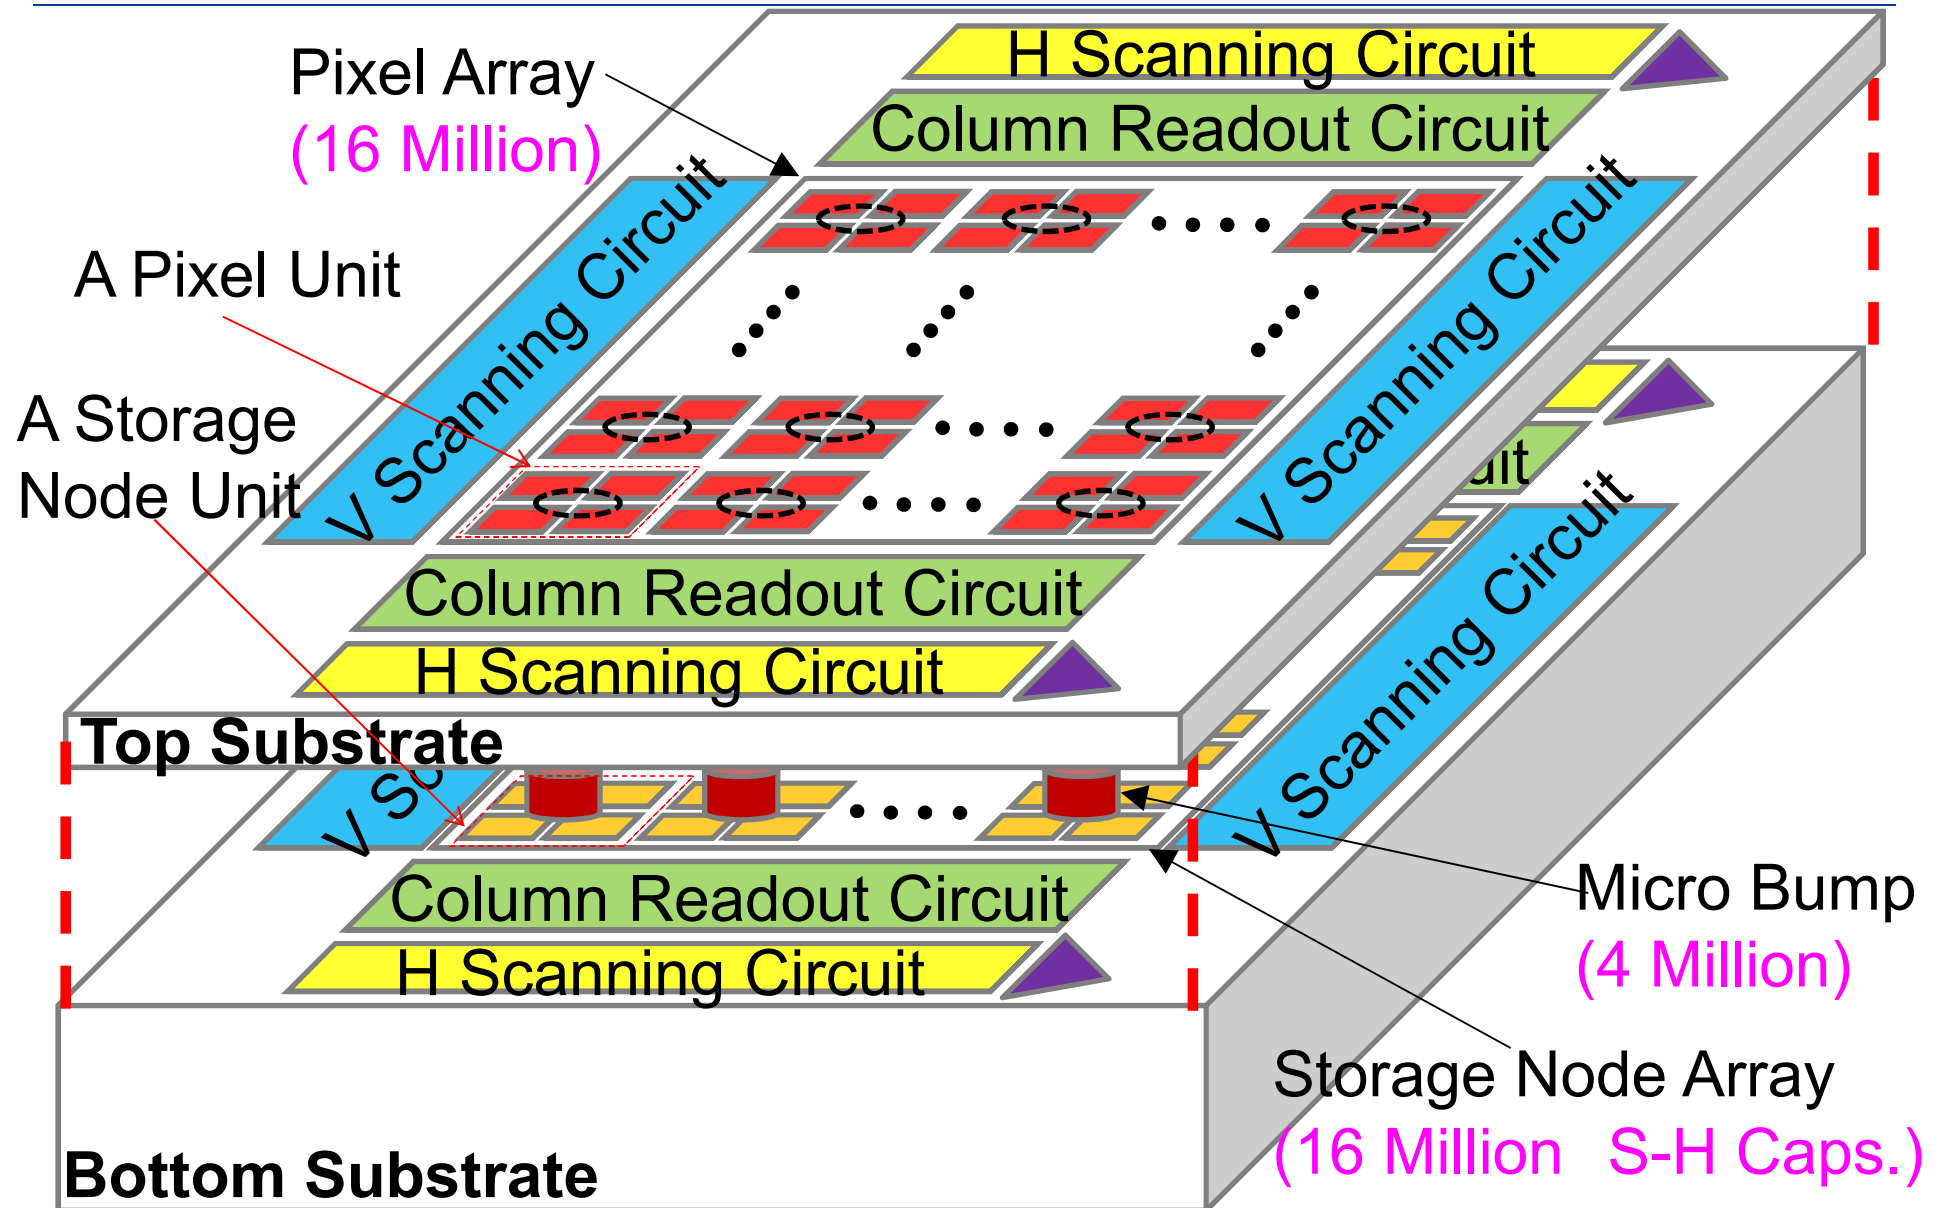 H Scanning Circuit
Pixel Array
(16 Million)
Column Readout Circuit
V Scanning Circuit
V Scanning Circuit
A Pixel Unit
A Storage
Node Unit
uit
V Scanning Circuit
Column Readout Circuit
H Scanning Circuit
Top Substrate
V Sc
Column Readout Circuit
Micro Bump
(4 Million)
H Scanning Circuit
Storage Node Array
(16 Million S-H Caps.)
Bottom Substrate